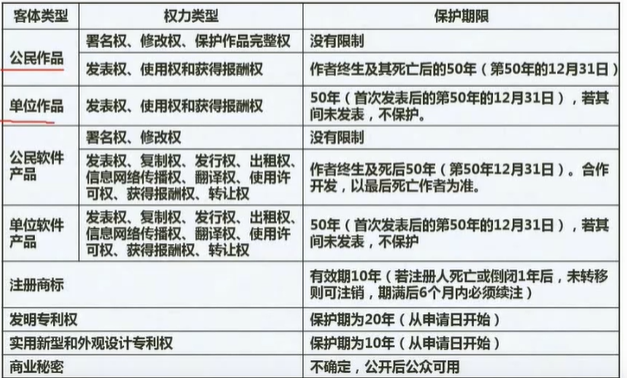 客体类型 权力类型 保护期限
公民作品
署名权、修改权、保护作品完整权 没有限制
发表权、使用权和获得报酬权 作者终生及其死亡后的50年（第50年的12月31日）
单位作品 发表权、使用权和获得报酬权
50年（首次发表后的第50年的12月31日），若其
间未发表，不保护。
公民软件
产品
署名权、修改权 没有限制
发表权、复制权、发行权、出租权、
信息网络传播权、翻译权、使用许
可权、获得报酬权、转让权
作者终生及死后50年（第50年12月31日）。合作
开发，以最后死亡作者为准。
单位软件
产品
发表权、复制权、发行权、出租权、
信息网络传播权、翻译权、使用许
可权、获得报酬权、转让权
50年（首次发表后的第50年的12月31日），若其
间未发表，不保护
注册商标
有效期10年（若注册人死亡或倒闭1年后，未转移
则可注销，期满后6个月内必须续注）
发明专利权 保护期为20年（从申请日开始）
实用新型和外观设计专利权 保护期为10年（从申请日开始）
商业秘密 不确定，公开后公众可用